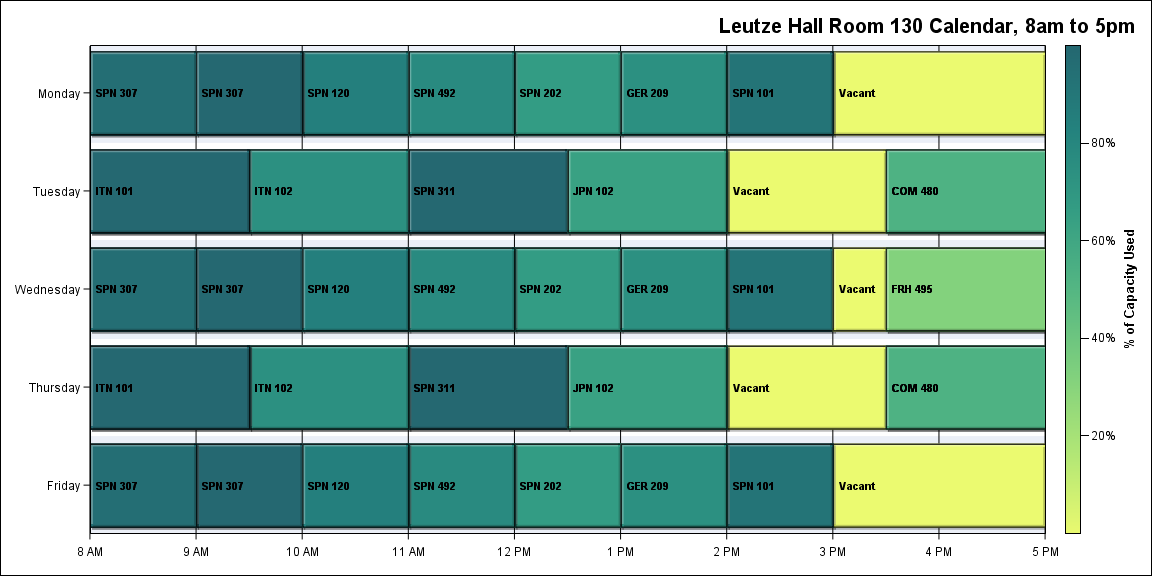 Leutze Hall Room 130 Calendar, 8am to 5pm
Monday
SPN 307
SPN 307
SPN 120
SPN 492
SPN 202
GER 209
SPN 101
Vacant
Tuesday
ITN 101
ITN 102
SPN 311
JPN 102
Vacant
COM 480
Wednesday
SPN 307
SPN 307
SPN 120
SPN 492
SPN 202
GER 209
SPN 101
Vacant
FRH 495
Thursday
ITN 101
ITN 102
SPN 311
JPN 102
Vacant
COM 480
Friday
SPN 307
SPN 307
SPN 120
SPN 492
SPN 202
GER 209
SPN 101
Vacant
8 AM
9 AM
10 AM
11 AM
12 PM
1 PM
2 PM
3 PM
4 PM
5 PM
80%
60%
40%
20%
% of Capacity Used